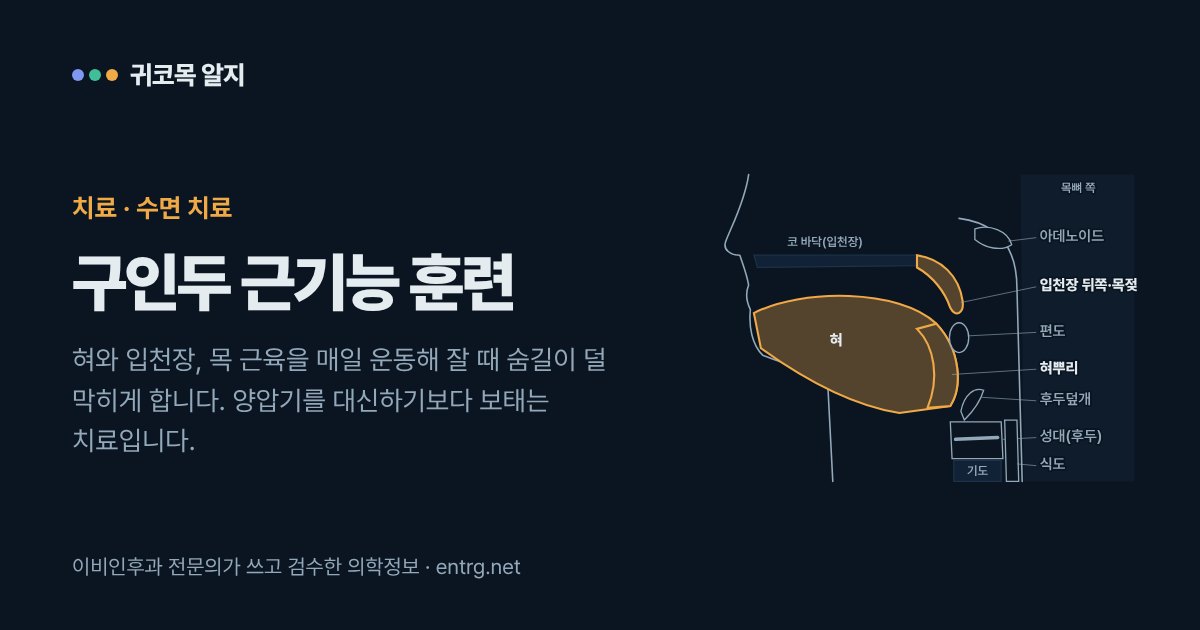 귀코목 알지
치료 · 수면 치료
구인두 근기능 훈련
혀와 입천장, 목 근육을 매일 운동해 잘 때 숨길이 덜
막히게 합니다. 양압기를 대신하기보다 보태는
치료입니다.
이비인후과 전문의가 쓰고 검수한 의학정보 · entrg.net
목뼈 쪽
아데노이드
코 바닥(입천장)
입천장 뒤쪽·목젖
편도
혀
혀뿌리
후두덮개
성대(후두)
식도
기도